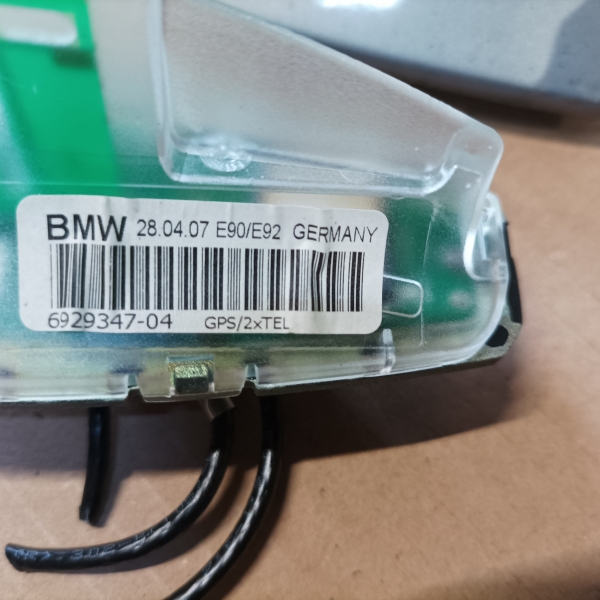 BMW 28.04.07 E90/E92 GERMANY
6929347-04 GPS/2xTEL